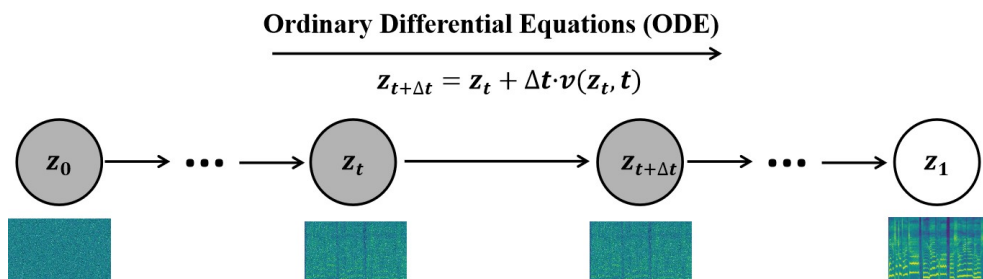 Ordinary Differential Equations (ODE)
z_{t+Δt} = z_t + Δt·v(z_t, t)
z_0 ... z_t z_{t+Δt} ... z_1